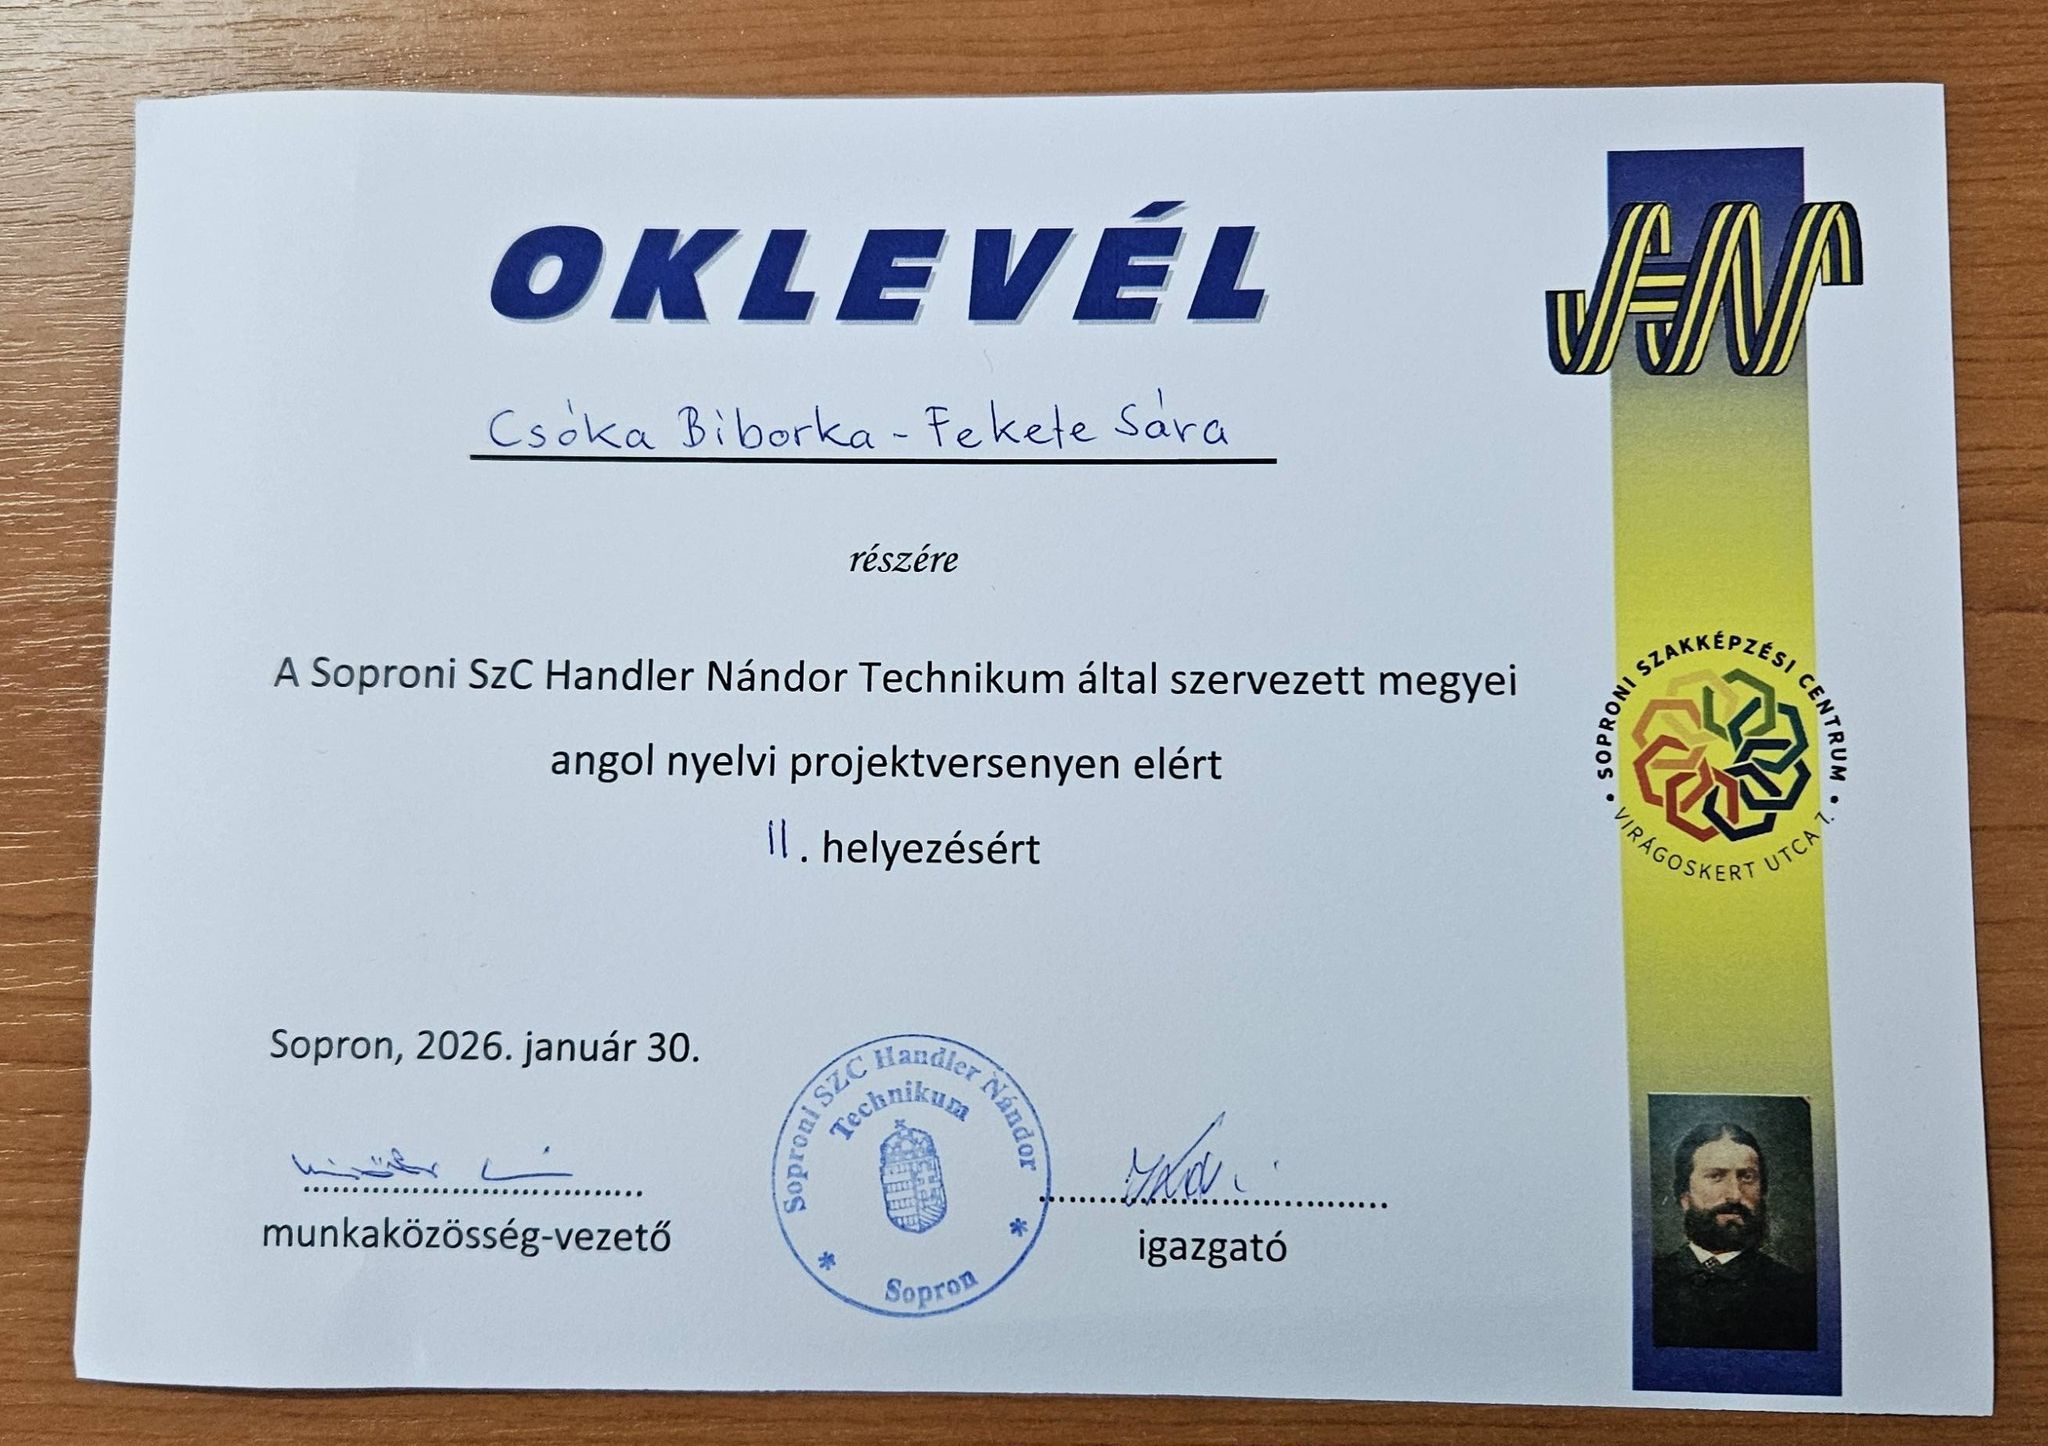 OKLEVÉL
Csóka Biborka - Fekete Sára
részére
A Soproni SzC Handler Nándor Technikum által szervezett megyei
angol nyelvi projektversenyen elért
II. helyezésért
Sopron, 2026. január 30.
munkaközösség-vezető
igazgató
Soproni SZC Handler Nándor
Technikum
Sopron
HN
• SOPRONI SZAKKÉPZÉSI CENTRUM •
VIRÁGOSKERT UTCA 7.